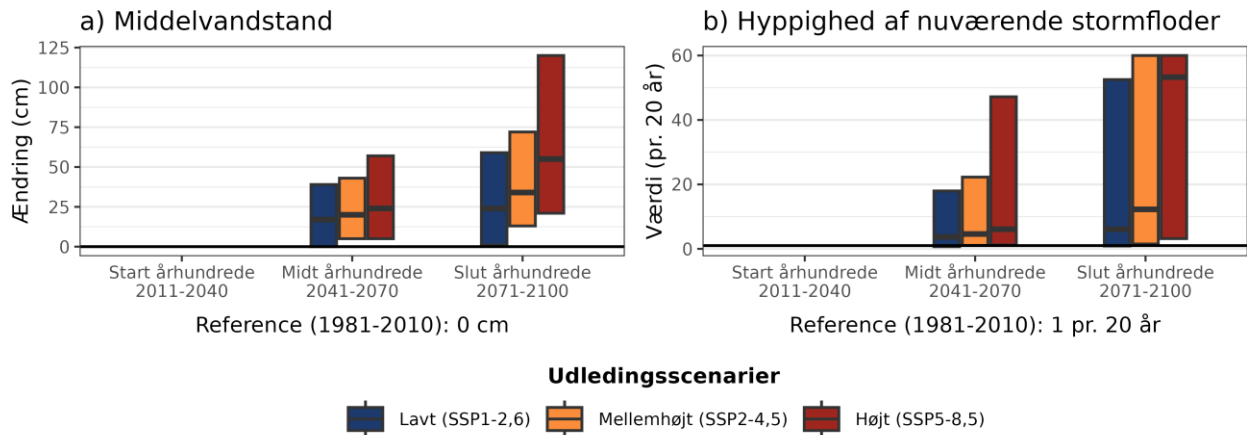 a) Middelvandstand
Ændring (cm)
125
100
75
50
25
0
Start århundrede
2011-2040
Midt århundrede
2041-2070
Slut århundrede
2071-2100
Reference (1981-2010): 0 cm
b) Hyppighed af nuværende stormfloder
Værdi (pr. 20 år)
60
40
20
0
Start århundrede
2011-2040
Midt århundrede
2041-2070
Slut århundrede
2071-2100
Reference (1981-2010): 1 pr. 20 år
Udledingsscenarier
Lavt (SSP1-2,6)
Mellemhøjt (SSP2-4,5)
Højt (SSP5-8,5)